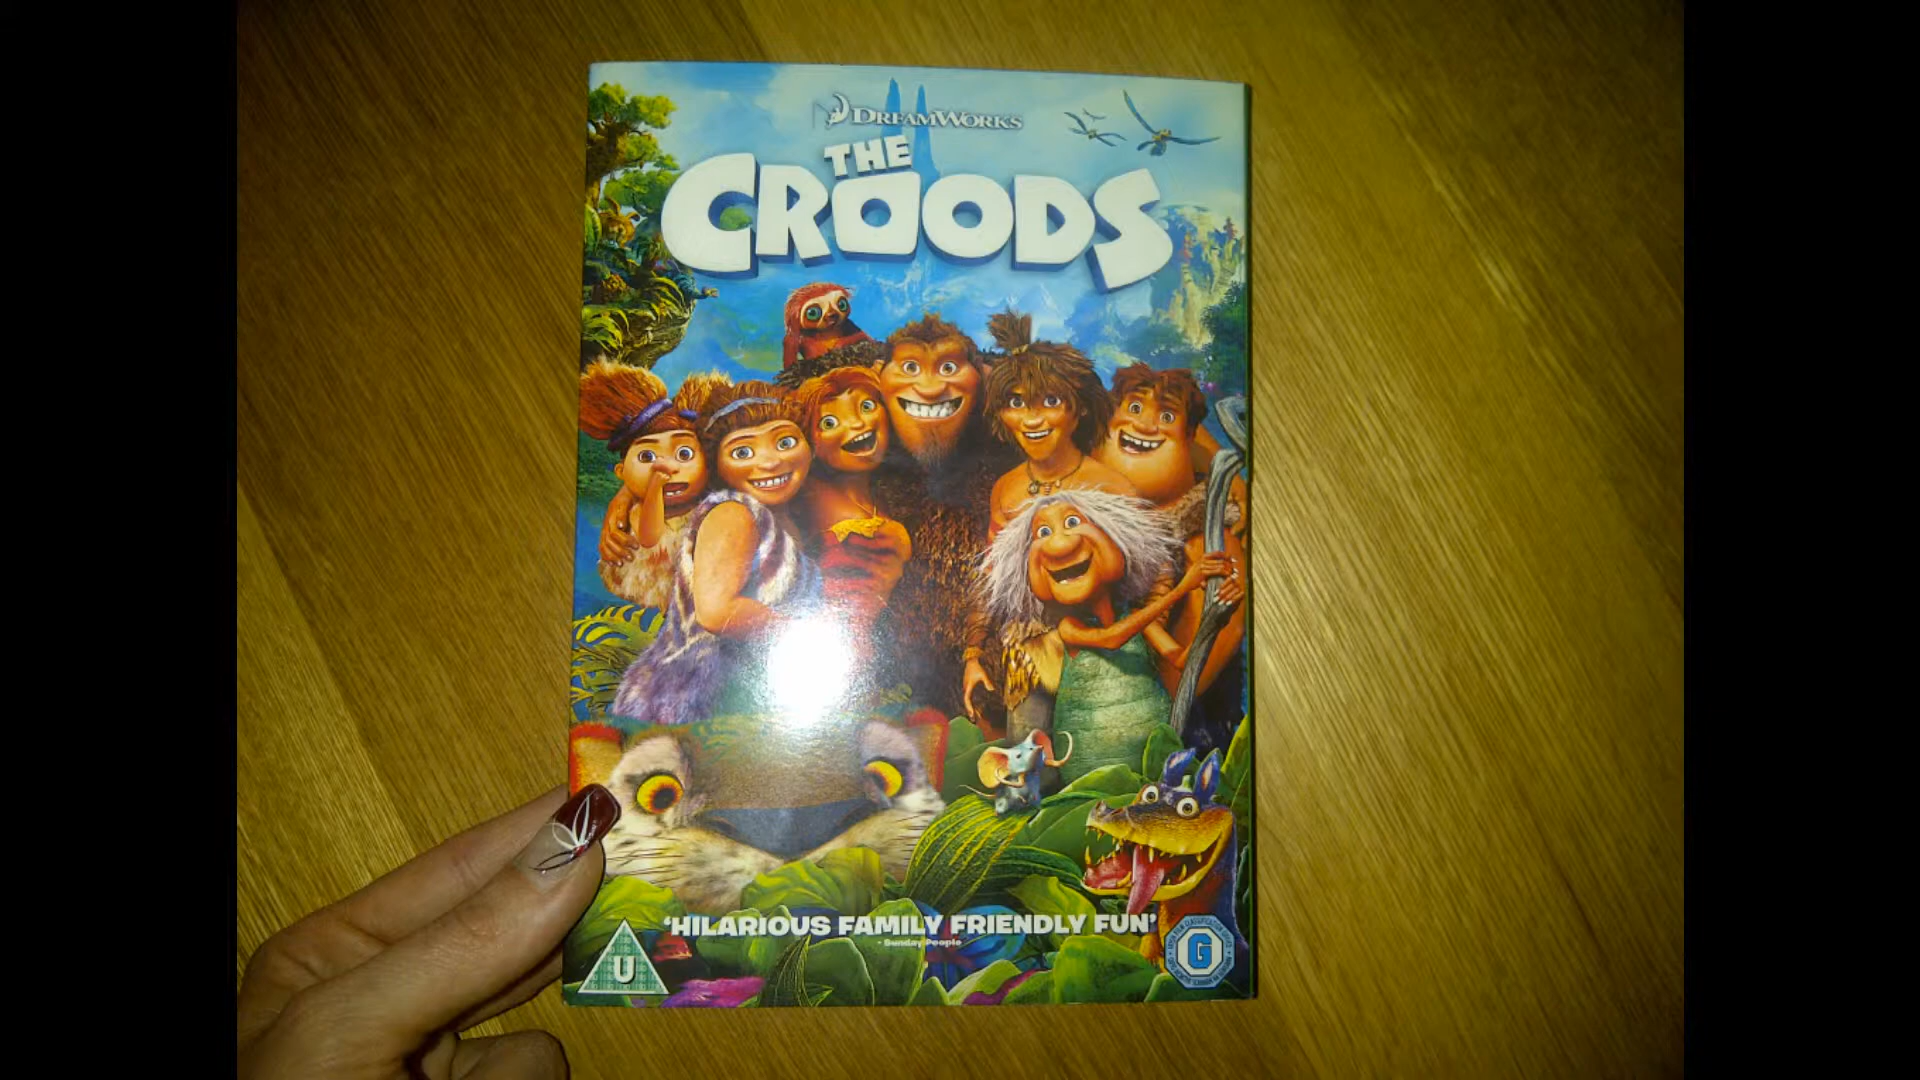 DREAMWORKS
THE
CROODS
'HILARIOUS FAMILY FRIENDLY FUN'
- Sunday People
U
G